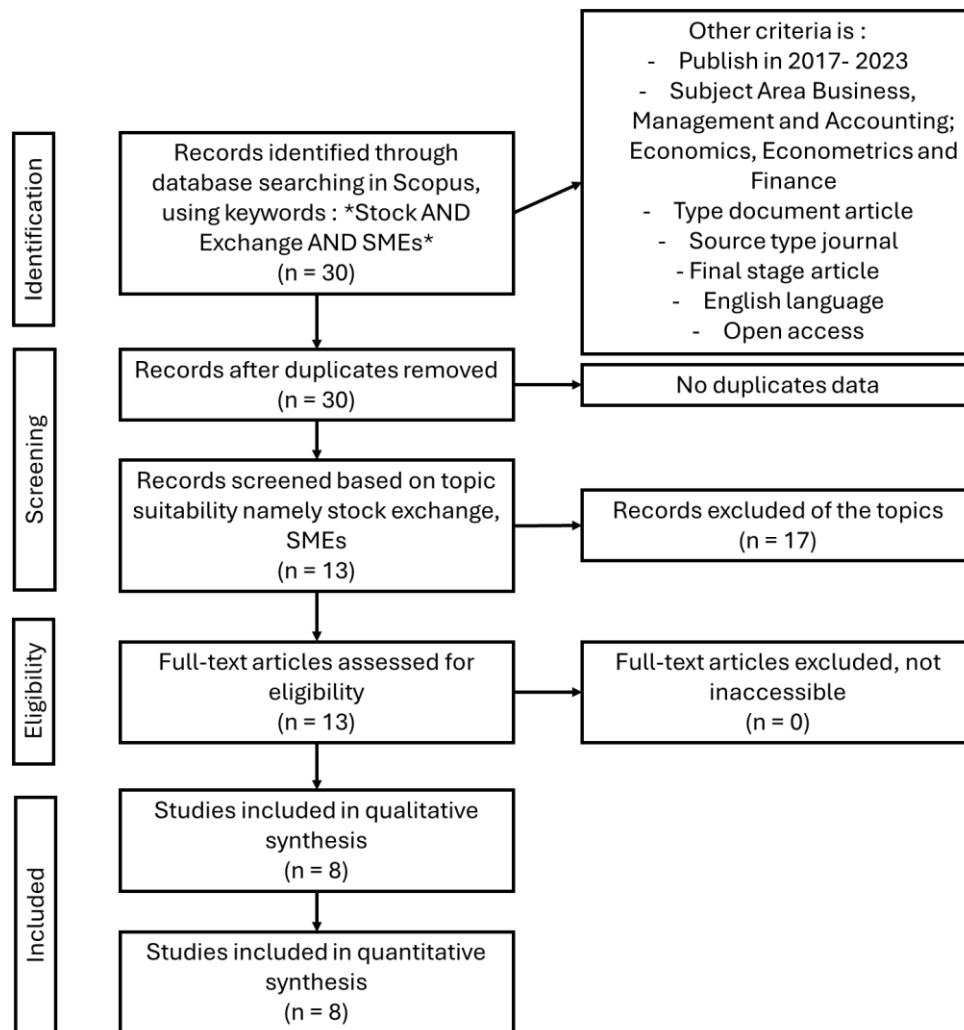 Identification
Records identified through
database searching in Scopus,
using keywords : *Stock AND
Exchange AND SMEs*
(n = 30)
Other criteria is :
- Publish in 2017- 2023
- Subject Area Business,
Management and Accounting;
Economics, Econometrics and
Finance
- Type document article
- Source type journal
- Final stage article
- English language
- Open access
Screening
Records after duplicates removed
(n = 30)
No duplicates data
Records screened based on topic
suitability namely stock exchange,
SMEs
(n = 13)
Records excluded of the topics
(n = 17)
Eligibility
Full-text articles assessed for
eligibility
(n = 13)
Full-text articles excluded, not
inaccessible
(n = 0)
Included
Studies included in qualitative
synthesis
(n = 8)
Studies included in quantitative
synthesis
(n = 8)